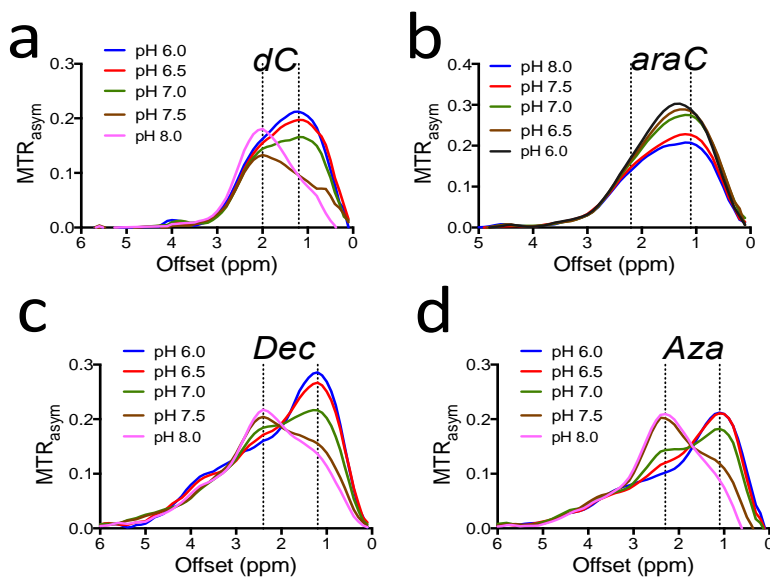 a
dC
pH 6.0
pH 6.5
pH 7.0
pH 7.5
pH 8.0
MTRasym
0.3
0.2
0.1
0.0
6 5 4 3 2 1 0
Offset (ppm)
b
araC
pH 8.0
pH 7.5
pH 7.0
pH 6.5
pH 6.0
MTRasym
0.4
0.3
0.2
0.1
0.0
5 4 3 2 1 0
Offset (ppm)
c
Dec
pH 6.0
pH 6.5
pH 7.0
pH 7.5
pH 8.0
MTRasym
0.3
0.2
0.1
0.0
6 5 4 3 2 1 0
Offset (ppm)
d
Aza
pH 6.0
pH 6.5
pH 7.0
pH 7.5
pH 8.0
MTRasym
0.3
0.2
0.1
0.0
6 5 4 3 2 1 0
Offset (ppm)